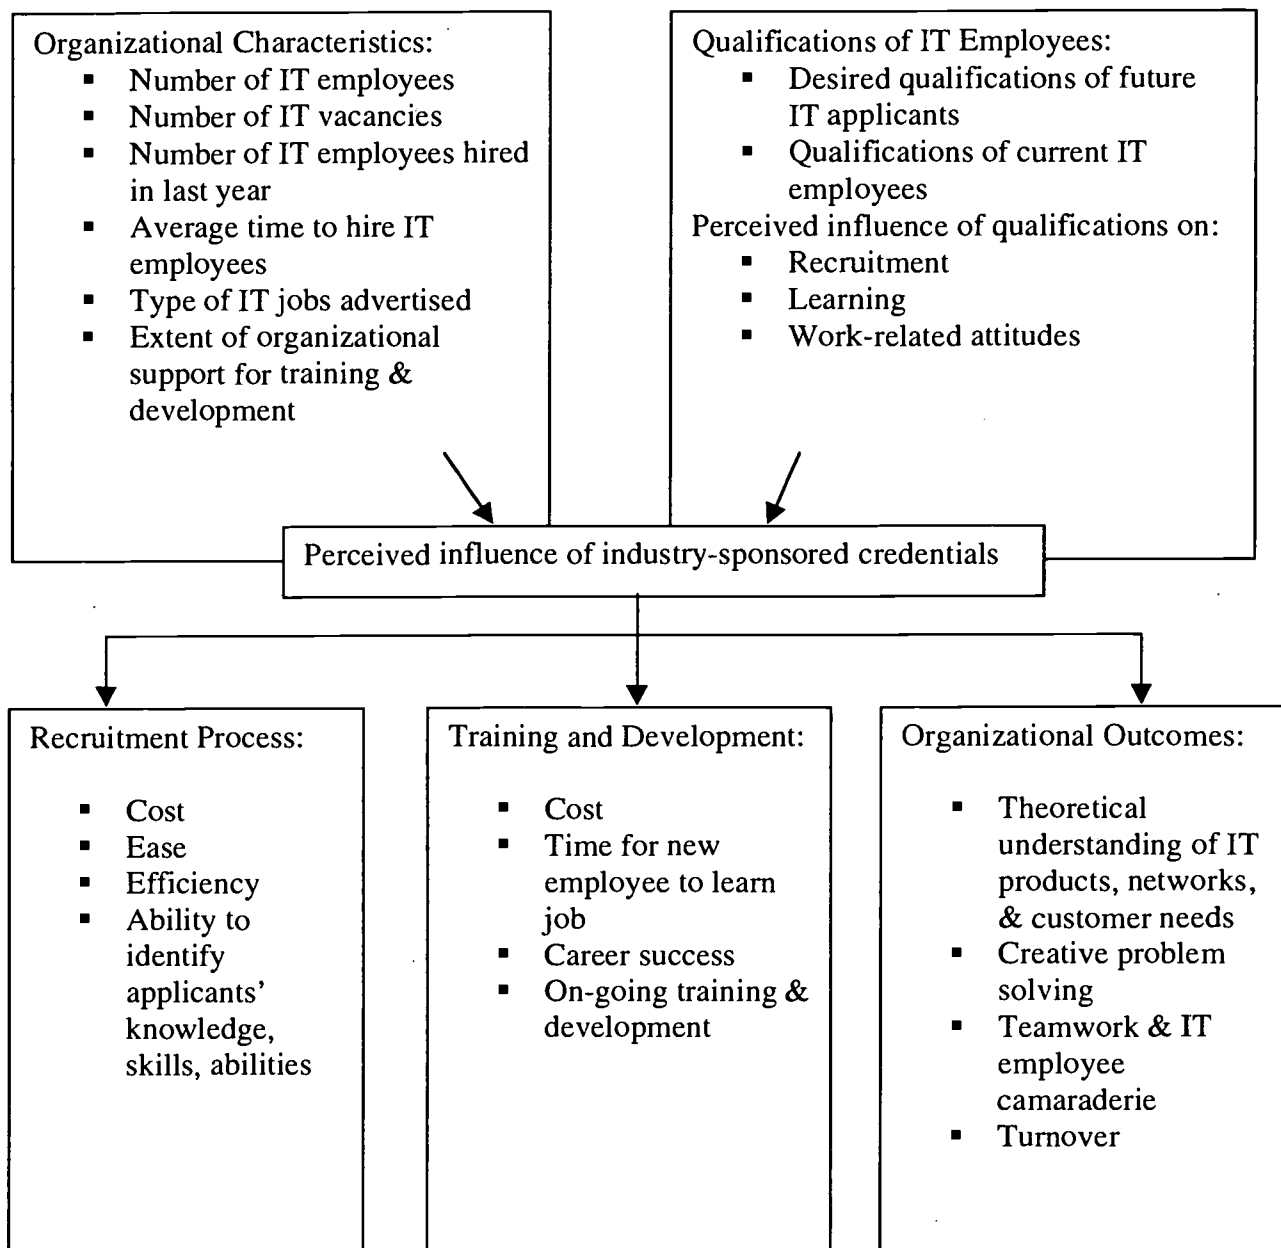 Organizational Characteristics:
▪ Number of IT employees
▪ Number of IT vacancies
▪ Number of IT employees hired
in last year
▪ Average time to hire IT
employees
▪ Type of IT jobs advertised
▪ Extent of organizational
support for training &
development
Qualifications of IT Employees:
▪ Desired qualifications of future
IT applicants
▪ Qualifications of current IT
employees
Perceived influence of qualifications on:
▪ Recruitment
▪ Learning
▪ Work-related attitudes
Perceived influence of industry-sponsored credentials
Recruitment Process:
▪ Cost
▪ Ease
▪ Efficiency
▪ Ability to
identify
applicants’
knowledge,
skills, abilities
Training and Development:
▪ Cost
▪ Time for new
employee to learn
job
▪ Career success
▪ On-going training &
development
Organizational Outcomes:
▪ Theoretical
understanding of IT
products, networks,
& customer needs
▪ Creative problem
solving
▪ Teamwork & IT
employee
camaraderie
▪ Turnover